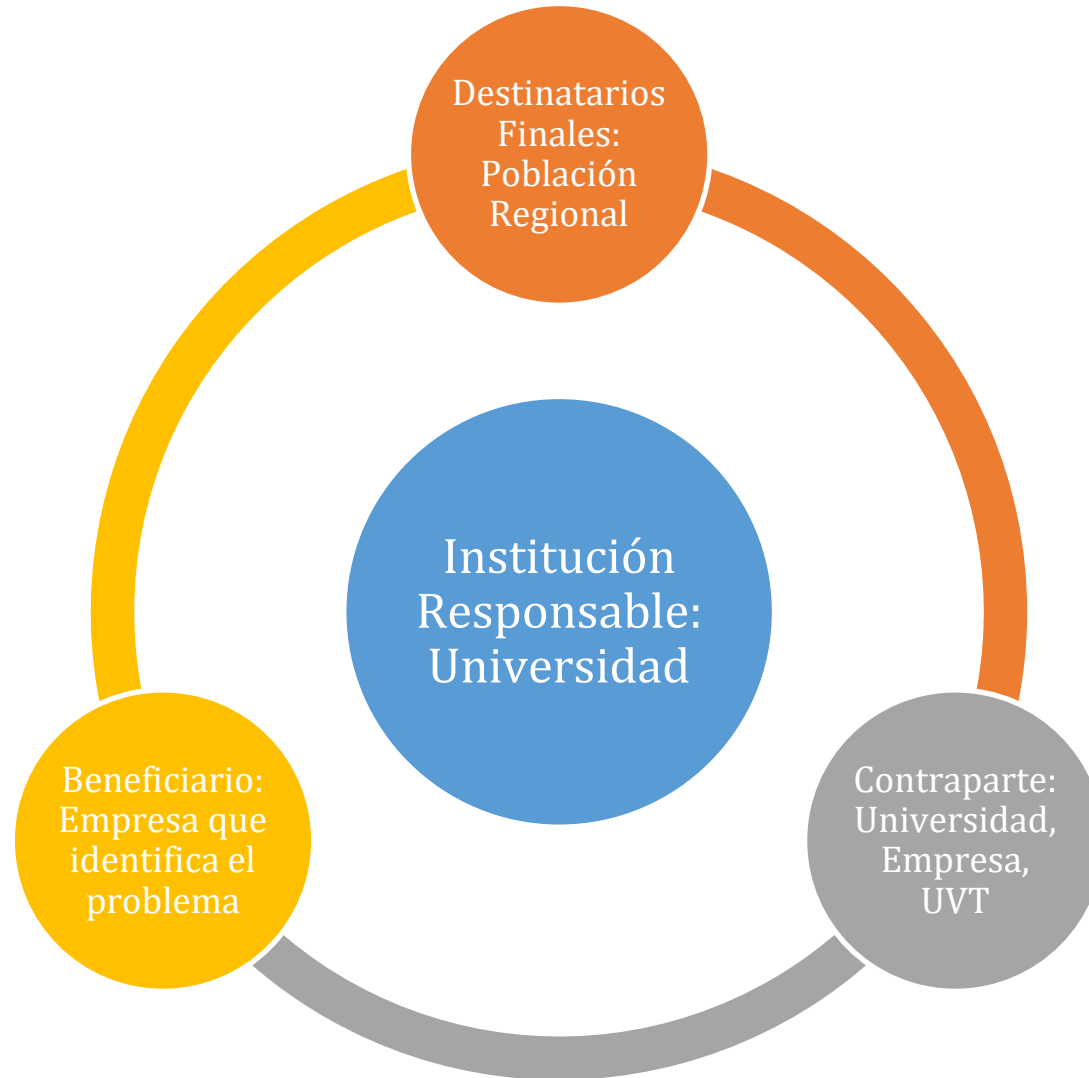 Destinatarios
Finales:
Población
Regional
Institución
Responsable:
Universidad
Beneficiario:
Empresa que
identifica el
problema
Contraparte:
Universidad,
Empresa,
UVT